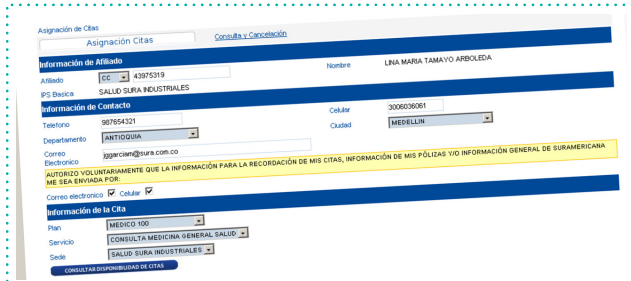 Asignación de Citas
Asignación Citas Consulta y Cancelación
Información de Afiliado
Afiliado CC 43975319 Nombre LINA MARIA TAMAYO ARBOLEDA
IPS Basica SALUD SURA INDUSTRIALES
Información de Contacto
Telefono 987654321 Celular 3006036061
Departamento ANTIOQUIA Ciudad MEDELLIN
Correo Electronico jggarciam@sura.com.co
AUTORIZO VOLUNTARIAMENTE QUE LA INFORMACIÓN PARA LA RECORDACIÓN DE MIS CITAS, INFORMACIÓN DE MIS PÓLIZAS Y/O INFORMACIÓN GENERAL DE SURAMERICANA
ME SEA ENVIADA POR:
Correo electronico Celular
Información de la Cita
Plan MEDICO 100
Servicio CONSULTA MEDICINA GENERAL SALUD
Sede SALUD SURA INDUSTRIALES
CONSULTAR DISPONIBILIDAD DE CITAS